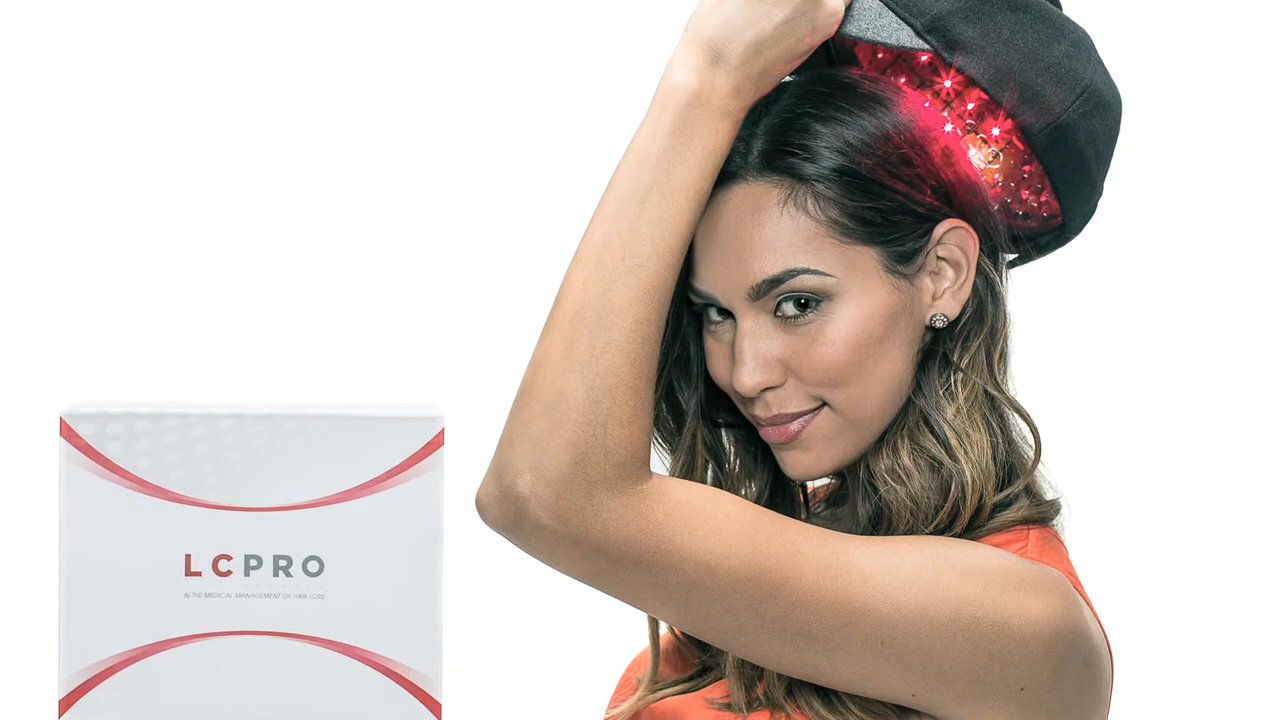 LCPRO
IN THE MEDICAL MANAGEMENT OF HAIR LOSS